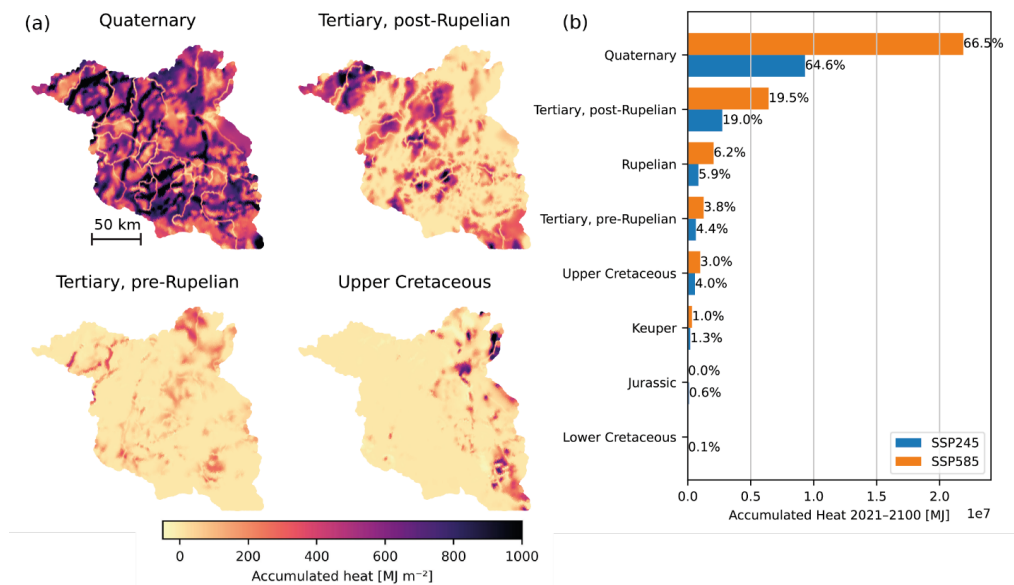 (a)
Quaternary
Tertiary, post-Rupelian
50 km
Tertiary, pre-Rupelian
Upper Cretaceous
0 200 400 600 800 1000
Accumulated heat [MJ m⁻²]
(b)
Quaternary
66.5%
64.6%
Tertiary, post-Rupelian
19.5%
19.0%
Rupelian
6.2%
5.9%
Tertiary, pre-Rupelian
3.8%
4.4%
Upper Cretaceous
3.0%
4.0%
Keuper
1.0%
1.3%
Jurassic
0.0%
0.6%
Lower Cretaceous
0.1%
SSP245
SSP585
0.0 0.5 1.0 1.5 2.0
Accumulated Heat 2021–2100 [MJ] 1e7